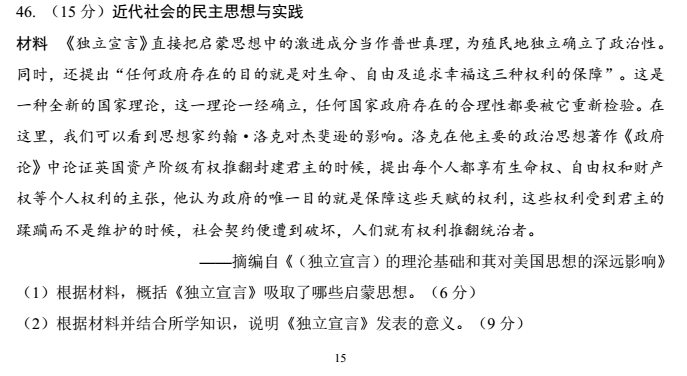 46. （15 分）近代社会的民主思想与实践
材料 《独立宣言》直接把启蒙思想中的激进成分当作普世真理，为殖民地独立确立了政治性。
同时，还提出“任何政府存在的目的就是对生命、自由及追求幸福这三种权利的保障”。这是
一种全新的国家理论，这一理论一经确立，任何国家政府存在的合理性都要被它重新检验。在
这里，我们可以看到思想家约翰·洛克对杰斐逊的影响。洛克在他主要的政治思想著作《政府
论》中论证英国资产阶级有权推翻封建君主的时候，提出每个人都享有生命权、自由权和财产
权等个人权利的主张，他认为政府的唯一目的就是保障这些天赋的权利，这些权利受到君主的
蹂躏而不是维护的时候，社会契约便遭到破坏，人们就有权利推翻统治者。
——摘编自《（独立宣言）的理论基础和其对美国思想的深远影响》
（1）根据材料，概括《独立宣言》吸取了哪些启蒙思想。（6 分）
（2）根据材料并结合所学知识，说明《独立宣言》发表的意义。（9 分）
15